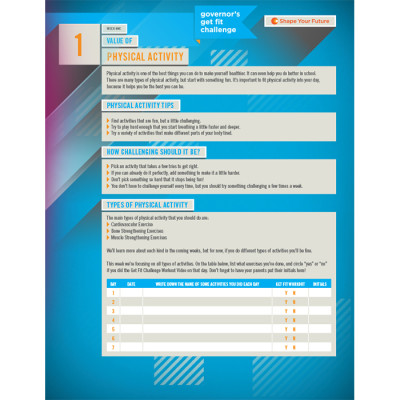 governor's
get fit
challenge
Shape Your Future
1
WEEK ONE
VALUE OF
PHYSICAL ACTIVITY
Physical activity is one of the best things you can do to make yourself healthier. It can even help you do better in school.
There are many types of physical activity, but start with something fun. It's important to fit physical activity into your day,
because it helps you be the best you can be.
PHYSICAL ACTIVITY TIPS
Find activities that are fun, but a little challenging.
Try to play hard enough that you start breathing a little faster and deeper.
Try a variety of activities that make different parts of your body tired.
HOW CHALLENGING SHOULD IT BE?
Pick an activity that takes a few tries to get right.
If you can already do it perfectly, add something to make it a little harder.
Don't pick something so hard that it stops being fun!
You don't have to challenge yourself every time, but you should try something challenging a few times a week.
TYPES OF PHYSICAL ACTIVITY
The main types of physical activity that you should do are:
Cardiovascular Exercise
Bone Strengthening Exercises
Muscle Strengthening Exercises
We'll learn more about each kind in the coming weeks, but for now, if you do different types of activities you'll be fine.
This week we're focusing on all types of activities. On the table below, list what exercises you've done, and circle "yes" or "no"
if you did the Get Fit Challenge Workout Video on that day. Don't forget to have your parents put their initials here!
DAY DATE WRITE DOWN THE NAME OF SOME ACTIVITIES YOU DID EACH DAY GET FIT WORKOUT INITIALS
1 Y N
2 Y N
3 Y N
4 Y N
5 Y N
6 Y N
7 Y N